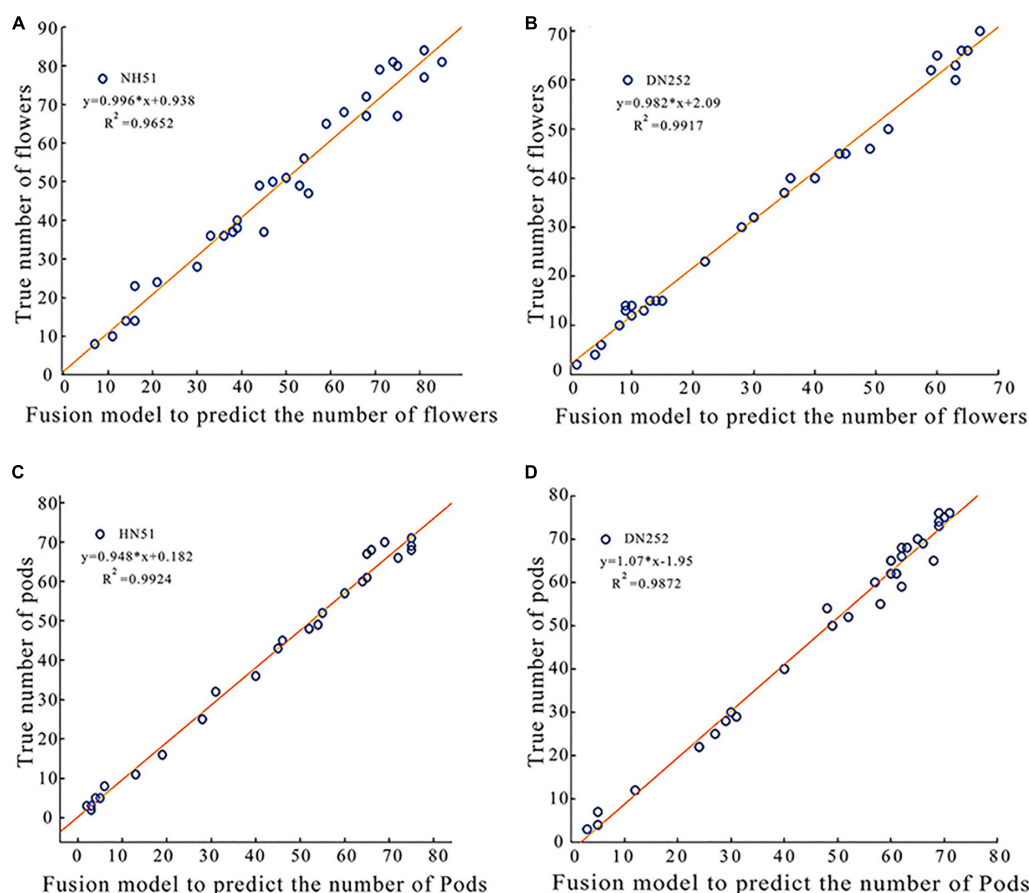 A
90
80
70
60
50
40
30
20
10
0
NH51
y=0.996*x+0.938
R2=0.9652
True number of flowers
0 10 20 30 40 50 60 70 80
Fusion model to predict the number of flowers
B
70
60
50
40
30
20
10
0
DN252
y=0.982*x+2.09
R2=0.9917
True number of flowers
0 10 20 30 40 50 60 70
Fusion model to predict the number of flowers
C
80
70
60
50
40
30
20
10
0
HN51
y=0.948*x+0.182
R2=0.9924
True number of pods
0 10 20 30 40 50 60 70 80
Fusion model to predict the number of Pods
D
80
70
60
50
40
30
20
10
0
DN252
y=1.07*x-1.95
R2=0.9872
True number of pods
0 10 20 30 40 50 60 70 80
Fusion model to predict the number of Pods